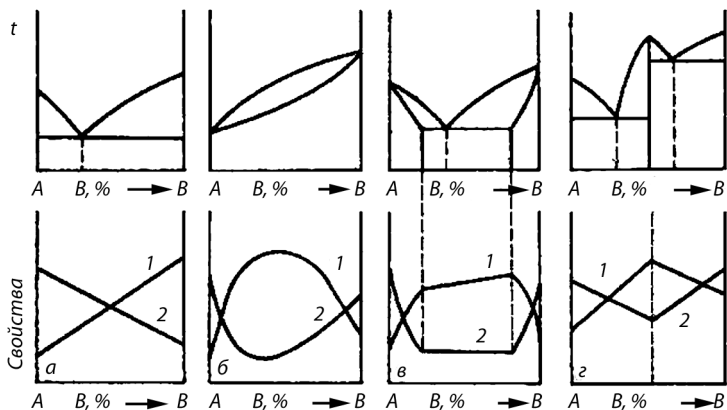 t
A B, % B A B, % B A B, % B A B, % B
Свойства
1 1 1 1
2 2 2 2
а б в г
A B, % B A B, % B A B, % B A B, % B